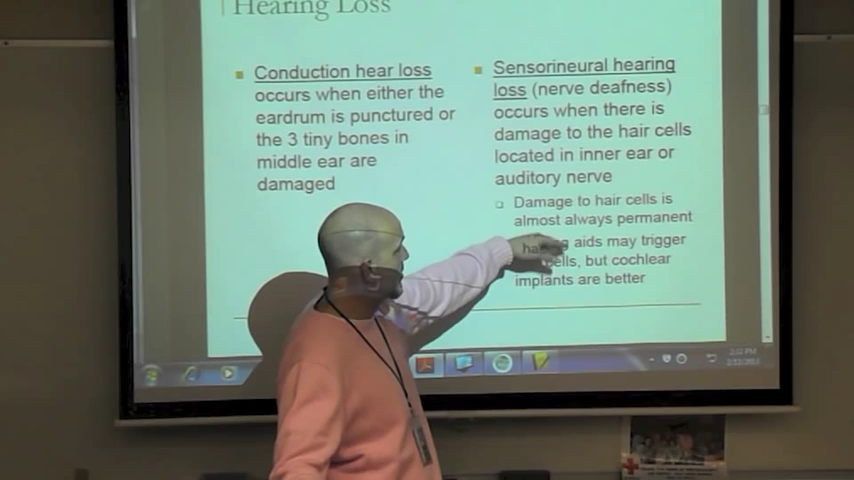 Hearing Loss
Conduction hear loss
occurs when either the
eardrum is punctured or
the 3 tiny bones in
middle ear are
damaged
Sensorineural hearing
loss (nerve deafness)
occurs when there is
damage to the hair cells
located in inner ear or
auditory nerve
Damage to hair cells is
almost always permanent
aids may trigger
but cochlear
implants are better
2:02 PM